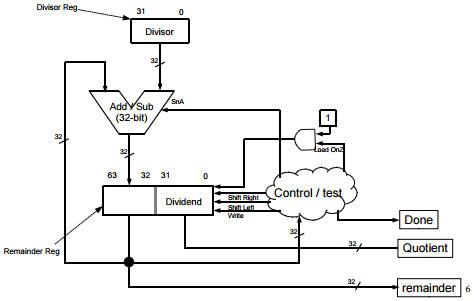 Divisor Reg
31 0
Divisor
32
Add / Sub
(32-bit)
SnA
1
Load OnZ
32
32
63 32 31 0
Dividend
Shift Right
Shift Left
Write
Control / test
Done
32
Quotient
32
Remainder Reg
32
remainder
6